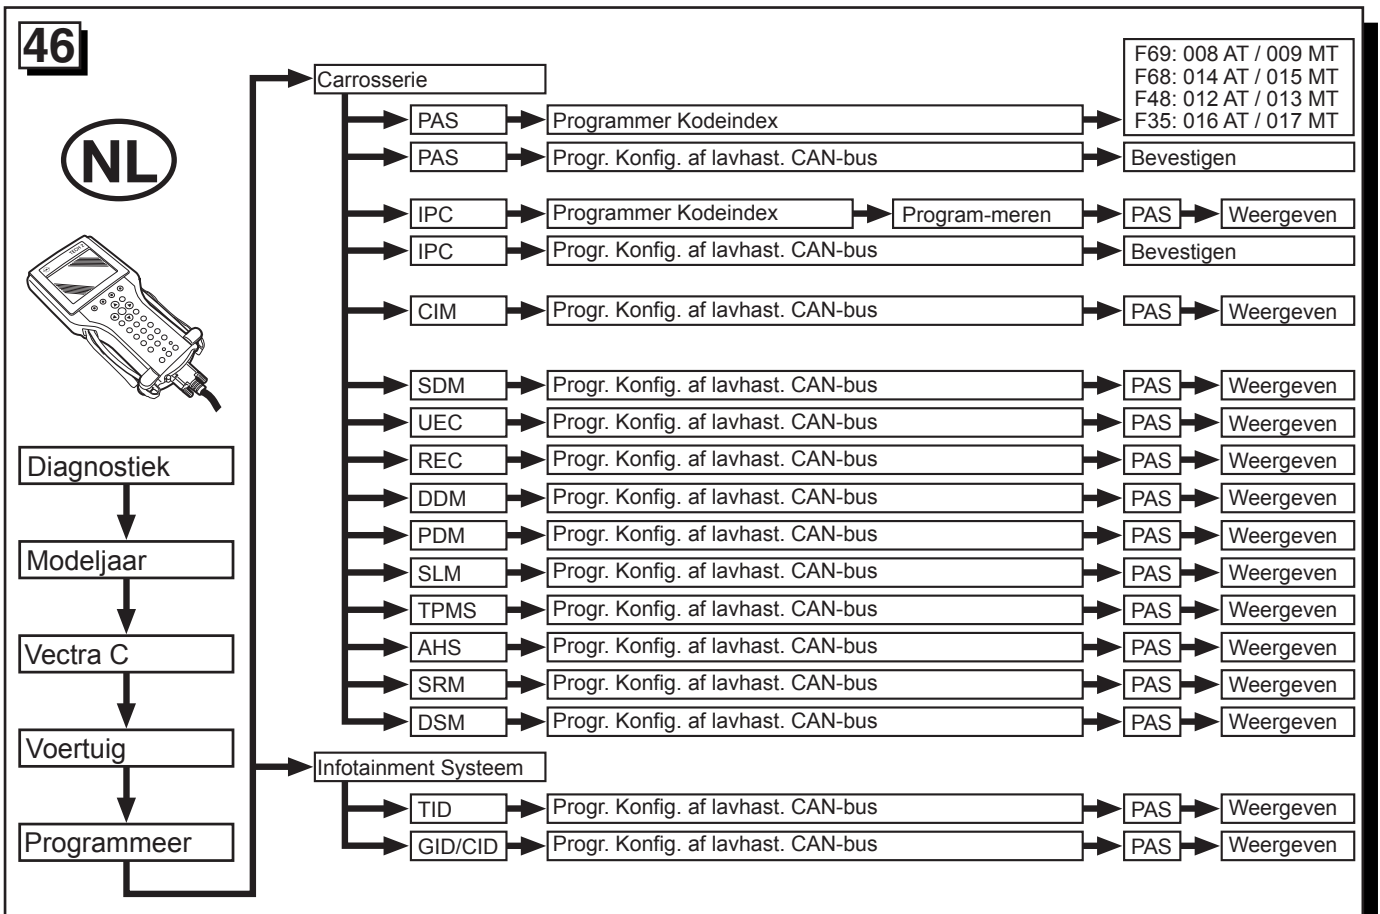 46
NL
Diagnostiek
Modeljaar
Vectra C
Voertuig
Programmeer
Carrosserie
PAS Programmer Kodeindex
F69: 008 AT / 009 MT
F68: 014 AT / 015 MT
F48: 012 AT / 013 MT
F35: 016 AT / 017 MT
PAS Progr. Konfig. af lavhast. CAN-bus Bevestigen
IPC Programmer Kodeindex Program-meren PAS Weergeven
IPC Progr. Konfig. af lavhast. CAN-bus Bevestigen
CIM Progr. Konfig. af lavhast. CAN-bus PAS Weergeven
SDM Progr. Konfig. af lavhast. CAN-bus PAS Weergeven
UEC Progr. Konfig. af lavhast. CAN-bus PAS Weergeven
REC Progr. Konfig. af lavhast. CAN-bus PAS Weergeven
DDM Progr. Konfig. af lavhast. CAN-bus PAS Weergeven
PDM Progr. Konfig. af lavhast. CAN-bus PAS Weergeven
SLM Progr. Konfig. af lavhast. CAN-bus PAS Weergeven
TPMS Progr. Konfig. af lavhast. CAN-bus PAS Weergeven
AHS Progr. Konfig. af lavhast. CAN-bus PAS Weergeven
SRM Progr. Konfig. af lavhast. CAN-bus PAS Weergeven
DSM Progr. Konfig. af lavhast. CAN-bus PAS Weergeven
Infotainment Systeem
TID Progr. Konfig. af lavhast. CAN-bus PAS Weergeven
GID/CID Progr. Konfig. af lavhast. CAN-bus PAS Weergeven